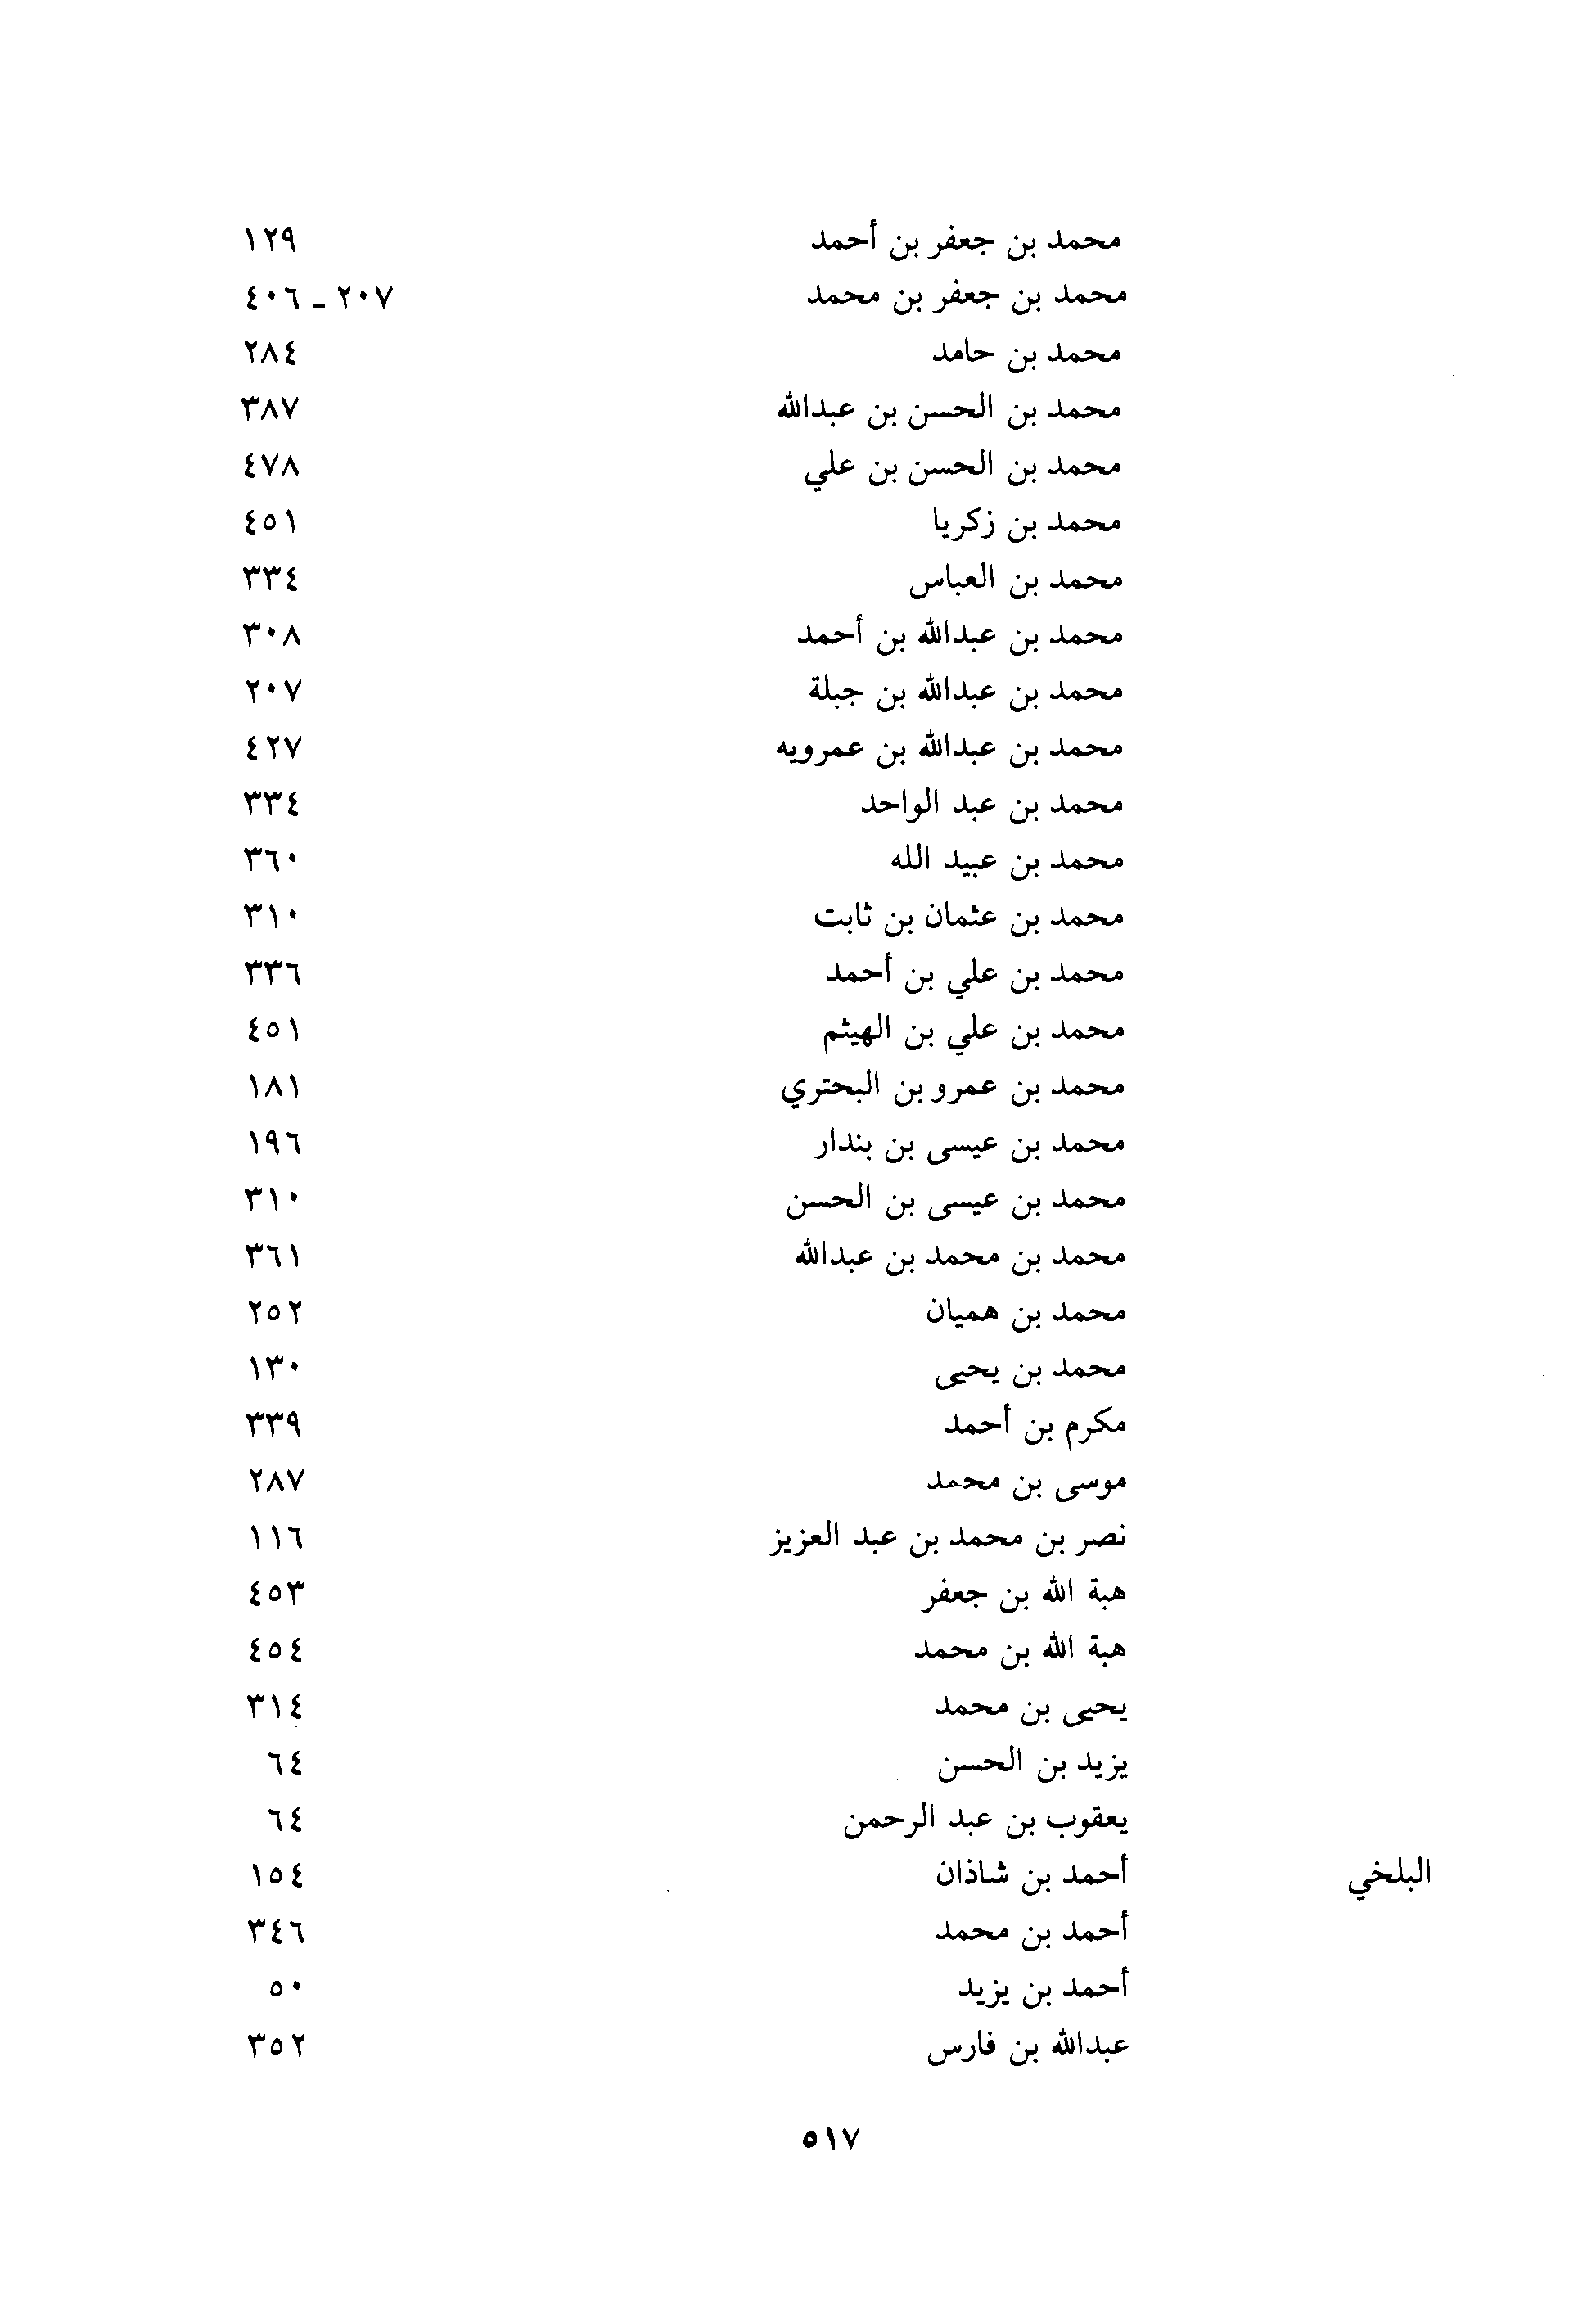 محمد بن جعفر بن أحمد ١٢٩
محمد بن جعفر بن محمد ٢٠٧ - ٤٠٦
محمد بن حامد ٢٨٤
محمد بن الحسن بن عبدالله ٣٨٧
محمد بن الحسن بن علي ٤٧٨
محمد بن زكريا ٤٥١
محمد بن العباس ٣٣٤
محمد بن عبدالله بن أحمد ٣٠٨
محمد بن عبدالله بن جبلة ٢٠٧
محمد بن عبدالله بن عمرويه ٤٢٧
محمد بن عبد الواحد ٣٣٤
محمد بن عبيد الله ٣٦٠
محمد بن عثمان بن ثابت ٣١٠
محمد بن علي بن أحمد ٣٣٦
محمد بن علي بن الهيثم ٤٥١
محمد بن عمرو بن البحتري ١٨١
محمد بن عيسى بن بندار ١٩٦
محمد بن عيسى بن الحسن ٣١٠
محمد بن محمد بن عبدالله ٣٦١
محمد بن هميان ٢٥٢
محمد بن يحيى ١٣٠
مكرم بن أحمد ٣٣٩
موسى بن محمد ٢٨٧
نصر بن محمد بن عبد العزيز ١١٦
هبة الله بن جعفر ٤٥٣
هبة الله بن محمد ٤٥٤
يحيى بن محمد ٣١٤
يزيد بن الحسن ٦٤
يعقوب بن عبد الرحمن ٦٤
البلخي أحمد بن شاذان ١٥٤
أحمد بن محمد ٣٤٦
أحمد بن يزيد ٥٠
عبدالله بن فارس ٣٥٢
٥١٧